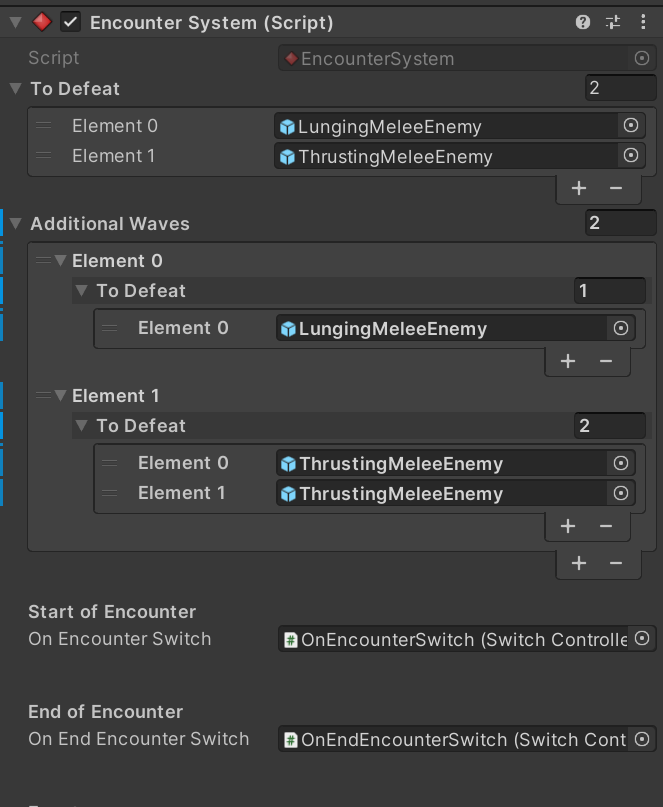 Encounter System (Script)
Script EncounterSystem
To Defeat 2
Element 0 LungingMeleeEnemy
Element 1 ThrustingMeleeEnemy
+ −
Additional Waves 2
Element 0
To Defeat 1
Element 0 LungingMeleeEnemy
+ −
Element 1
To Defeat 2
Element 0 ThrustingMeleeEnemy
Element 1 ThrustingMeleeEnemy
+ −
+ −
Start of Encounter
On Encounter Switch # OnEncounterSwitch (Switch Controlle
End of Encounter
On End Encounter Switch # OnEndEncounterSwitch (Switch Cont